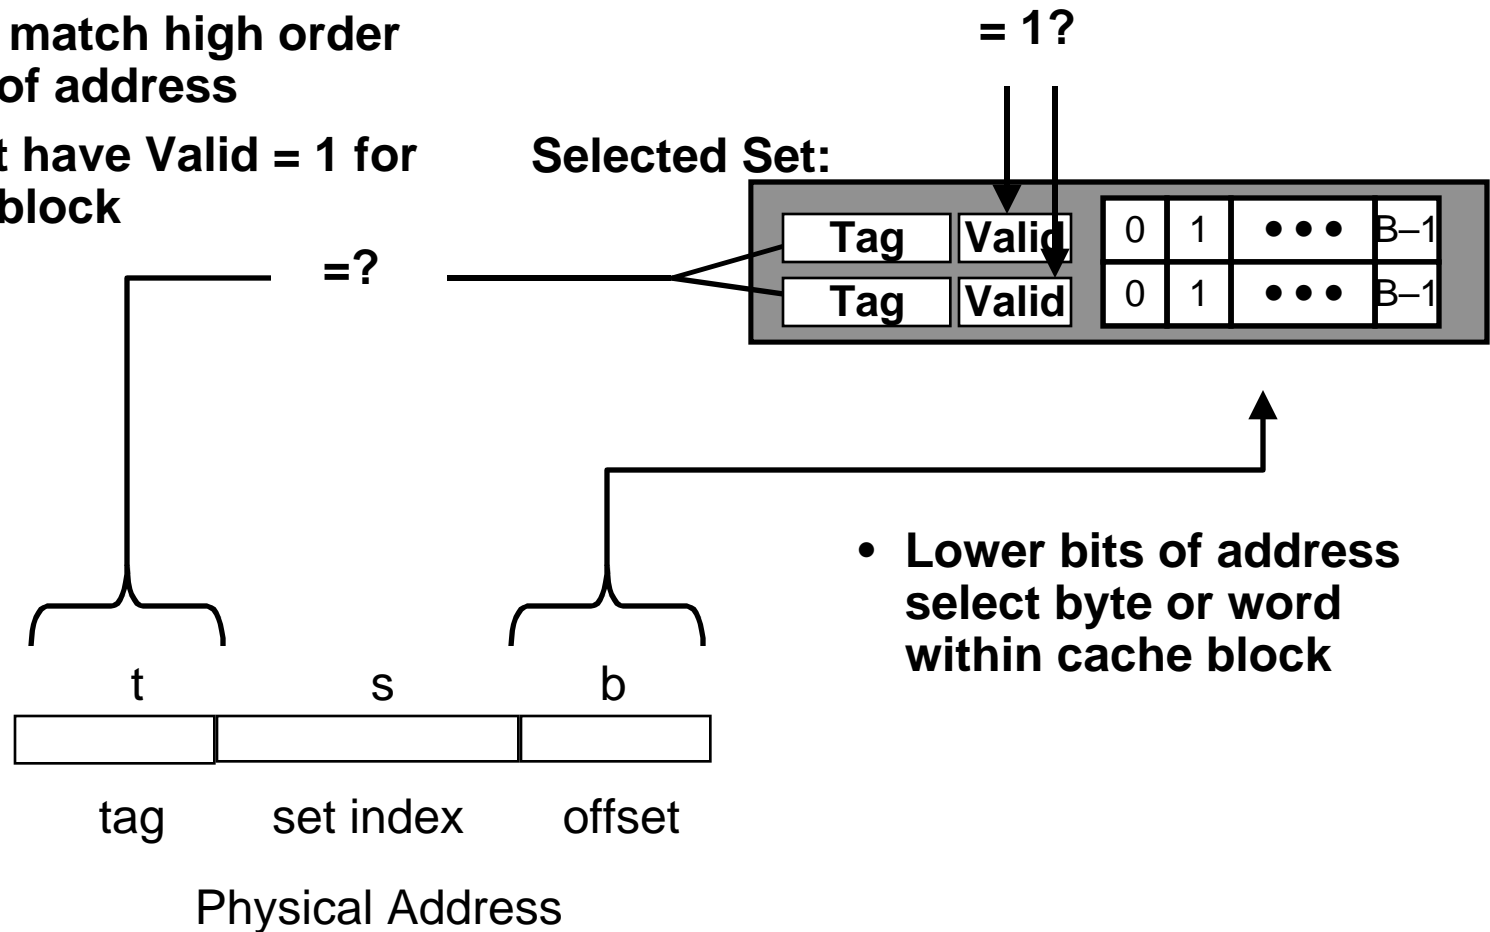 match high order
of address
t have Valid = 1 for
block
= 1?
Selected Set:
Tag Valid 0 1 ••• B–1
Tag Valid 0 1 ••• B–1
=?
• Lower bits of address
select byte or word
within cache block
t s b
tag set index offset
Physical Address